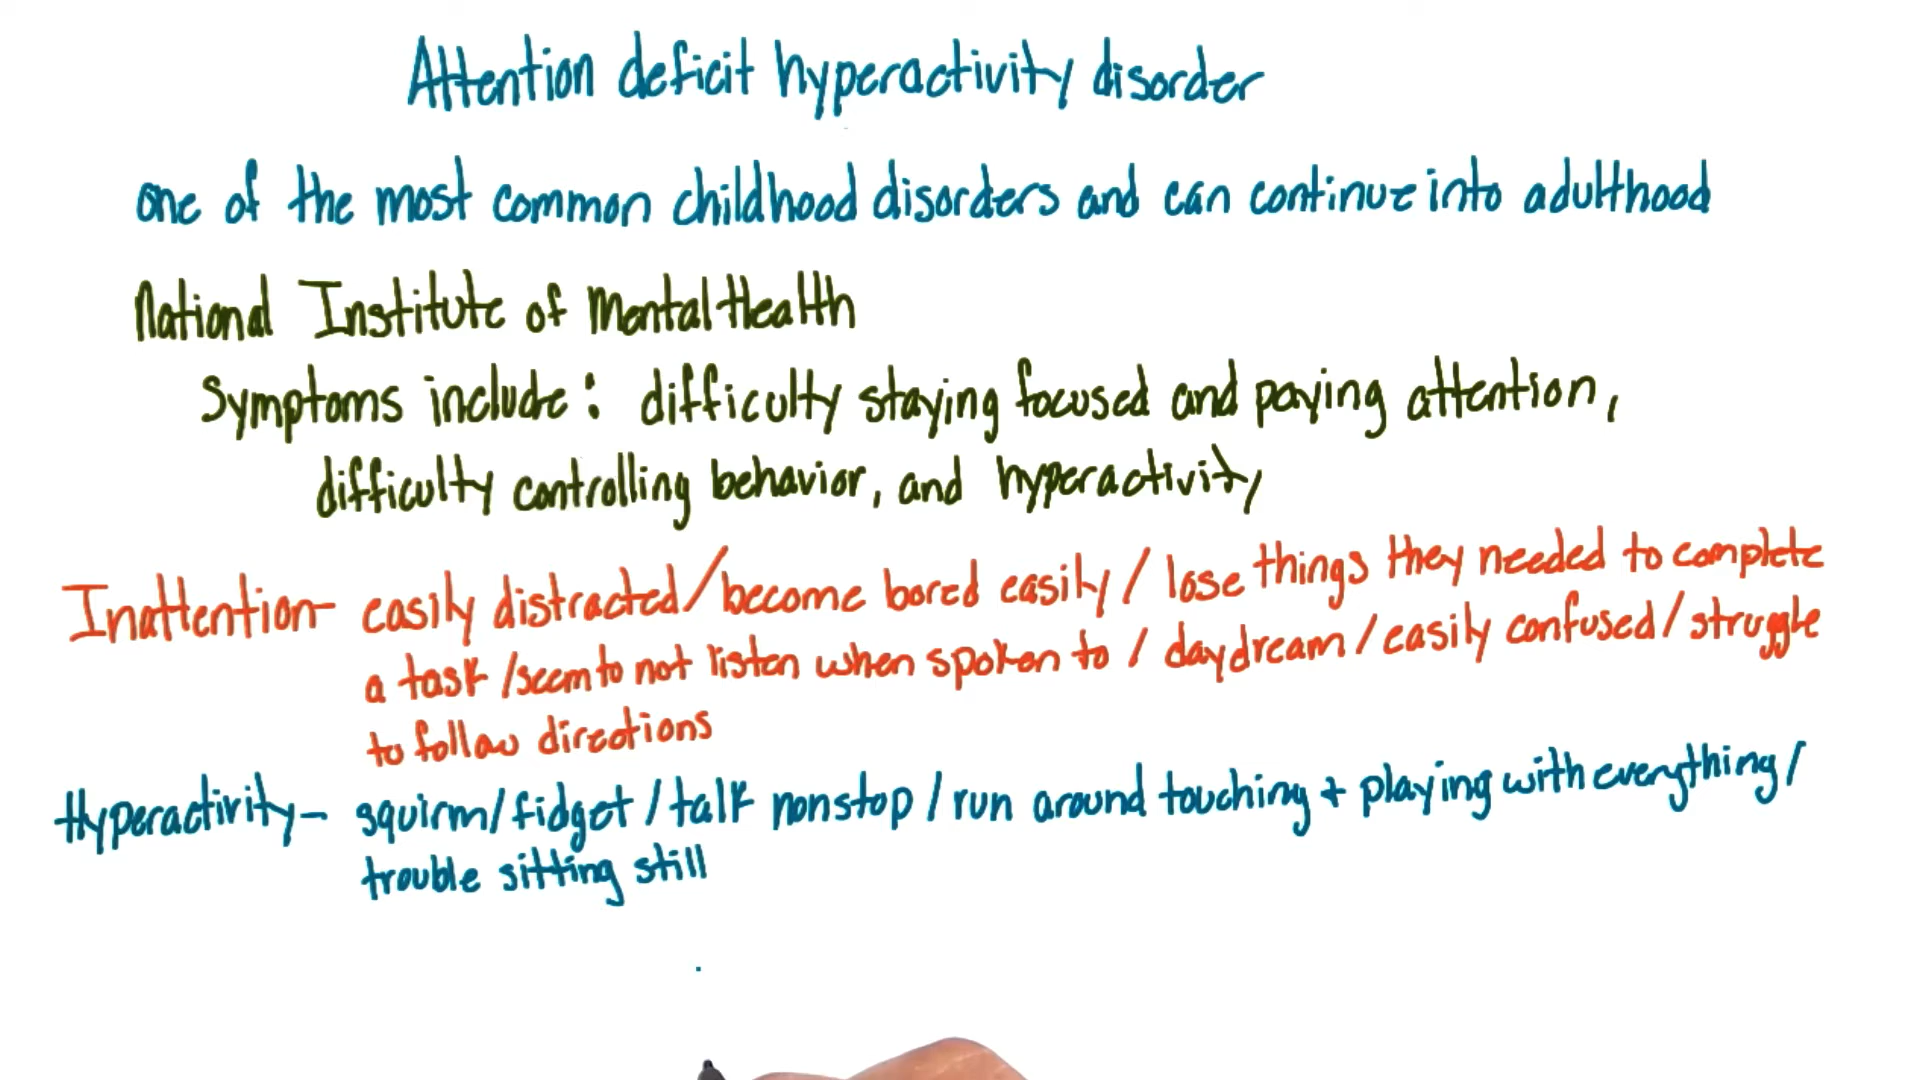 Attention deficit hyperactivity disorder
one of the most common childhood disorders and can continue into adulthood
National Institute of Mental Health
Symptoms include: difficulty staying focused and paying attention,
difficulty controlling behavior, and hyperactivity
Inattention- easily distracted/become bored easily/lose things they needed to complete
a task/seem to not listen when spoken to/daydream/easily confused/struggle
to follow directions
Hyperactivity- squirm/fidget/talk nonstop/run around touching + playing with everything/
trouble sitting still